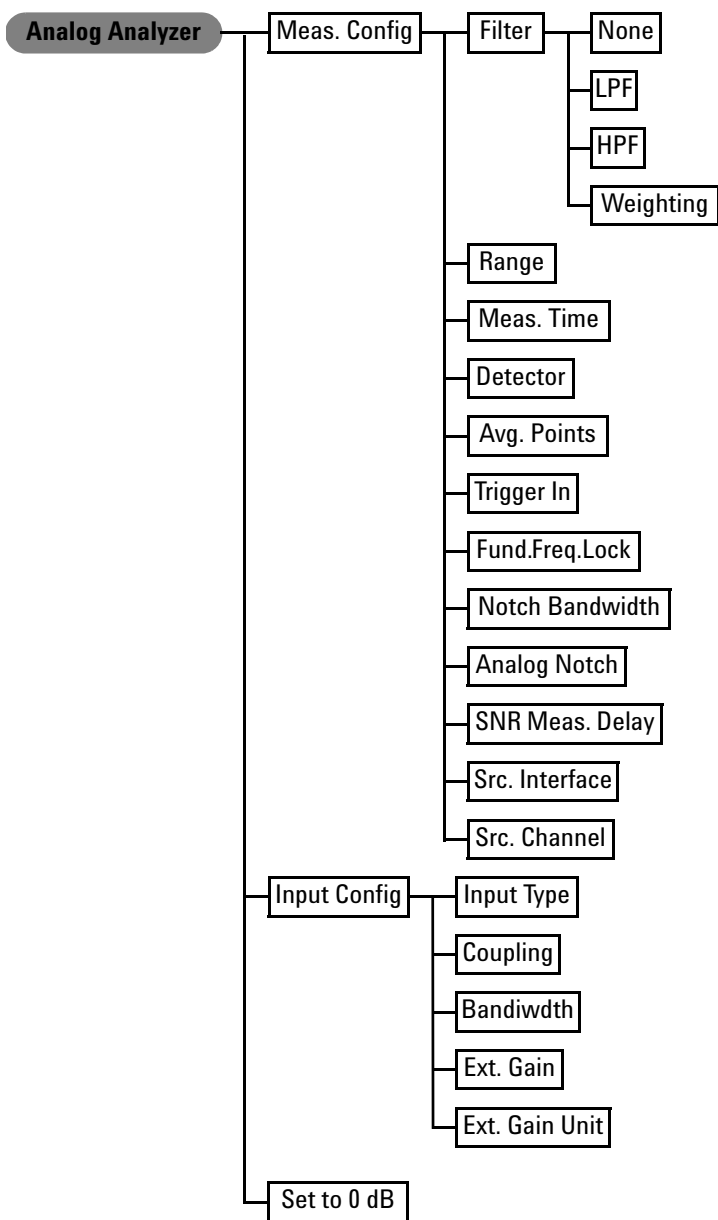 Analog Analyzer
Meas. Config
Filter
None
LPF
HPF
Weighting
Range
Meas. Time
Detector
Avg. Points
Trigger In
Fund.Freq.Lock
Notch Bandwidth
Analog Notch
SNR Meas. Delay
Src. Interface
Src. Channel
Input Config
Input Type
Coupling
Bandiwdth
Ext. Gain
Ext. Gain Unit
Set to 0 dB